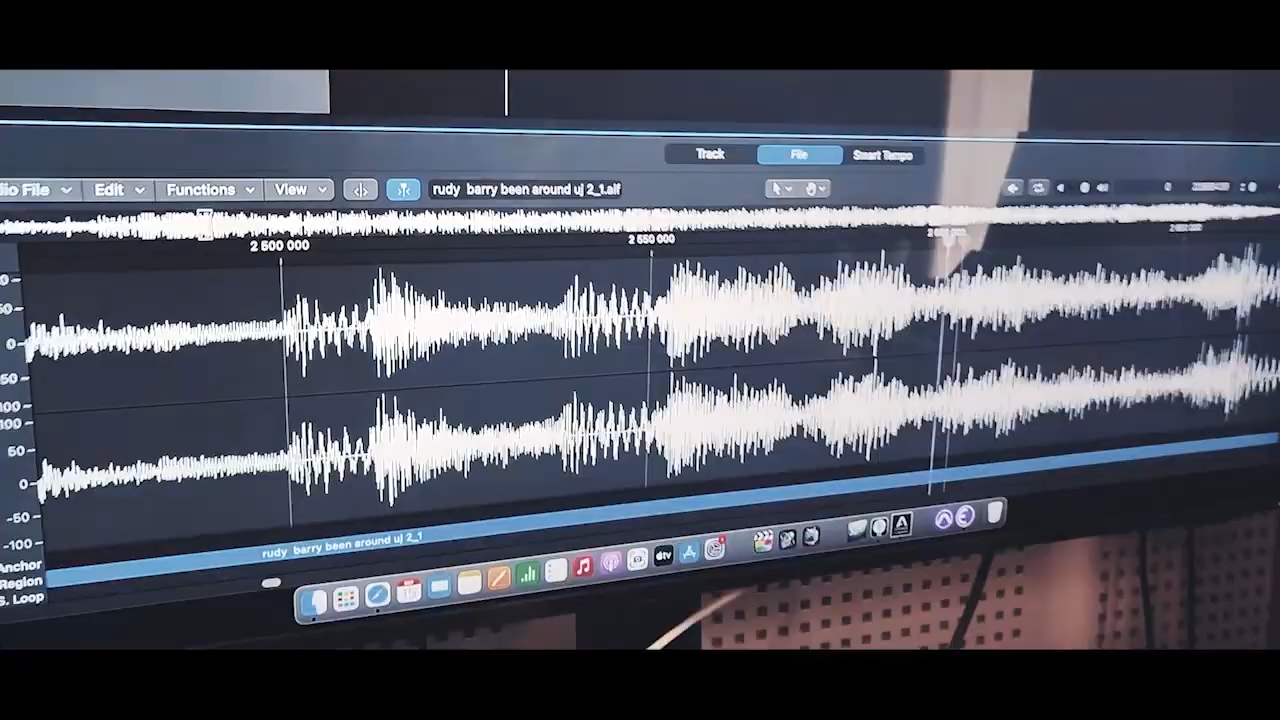 Track File Smart Tempo
dio File Edit Functions View rudy barry been around uj 2_1.aif
2 500 000 2 550 000
0
50
0
50
100
100
50
0
-50
-100
Anchor
Region
S. Loop
rudy barry been around uj 2_1
tv